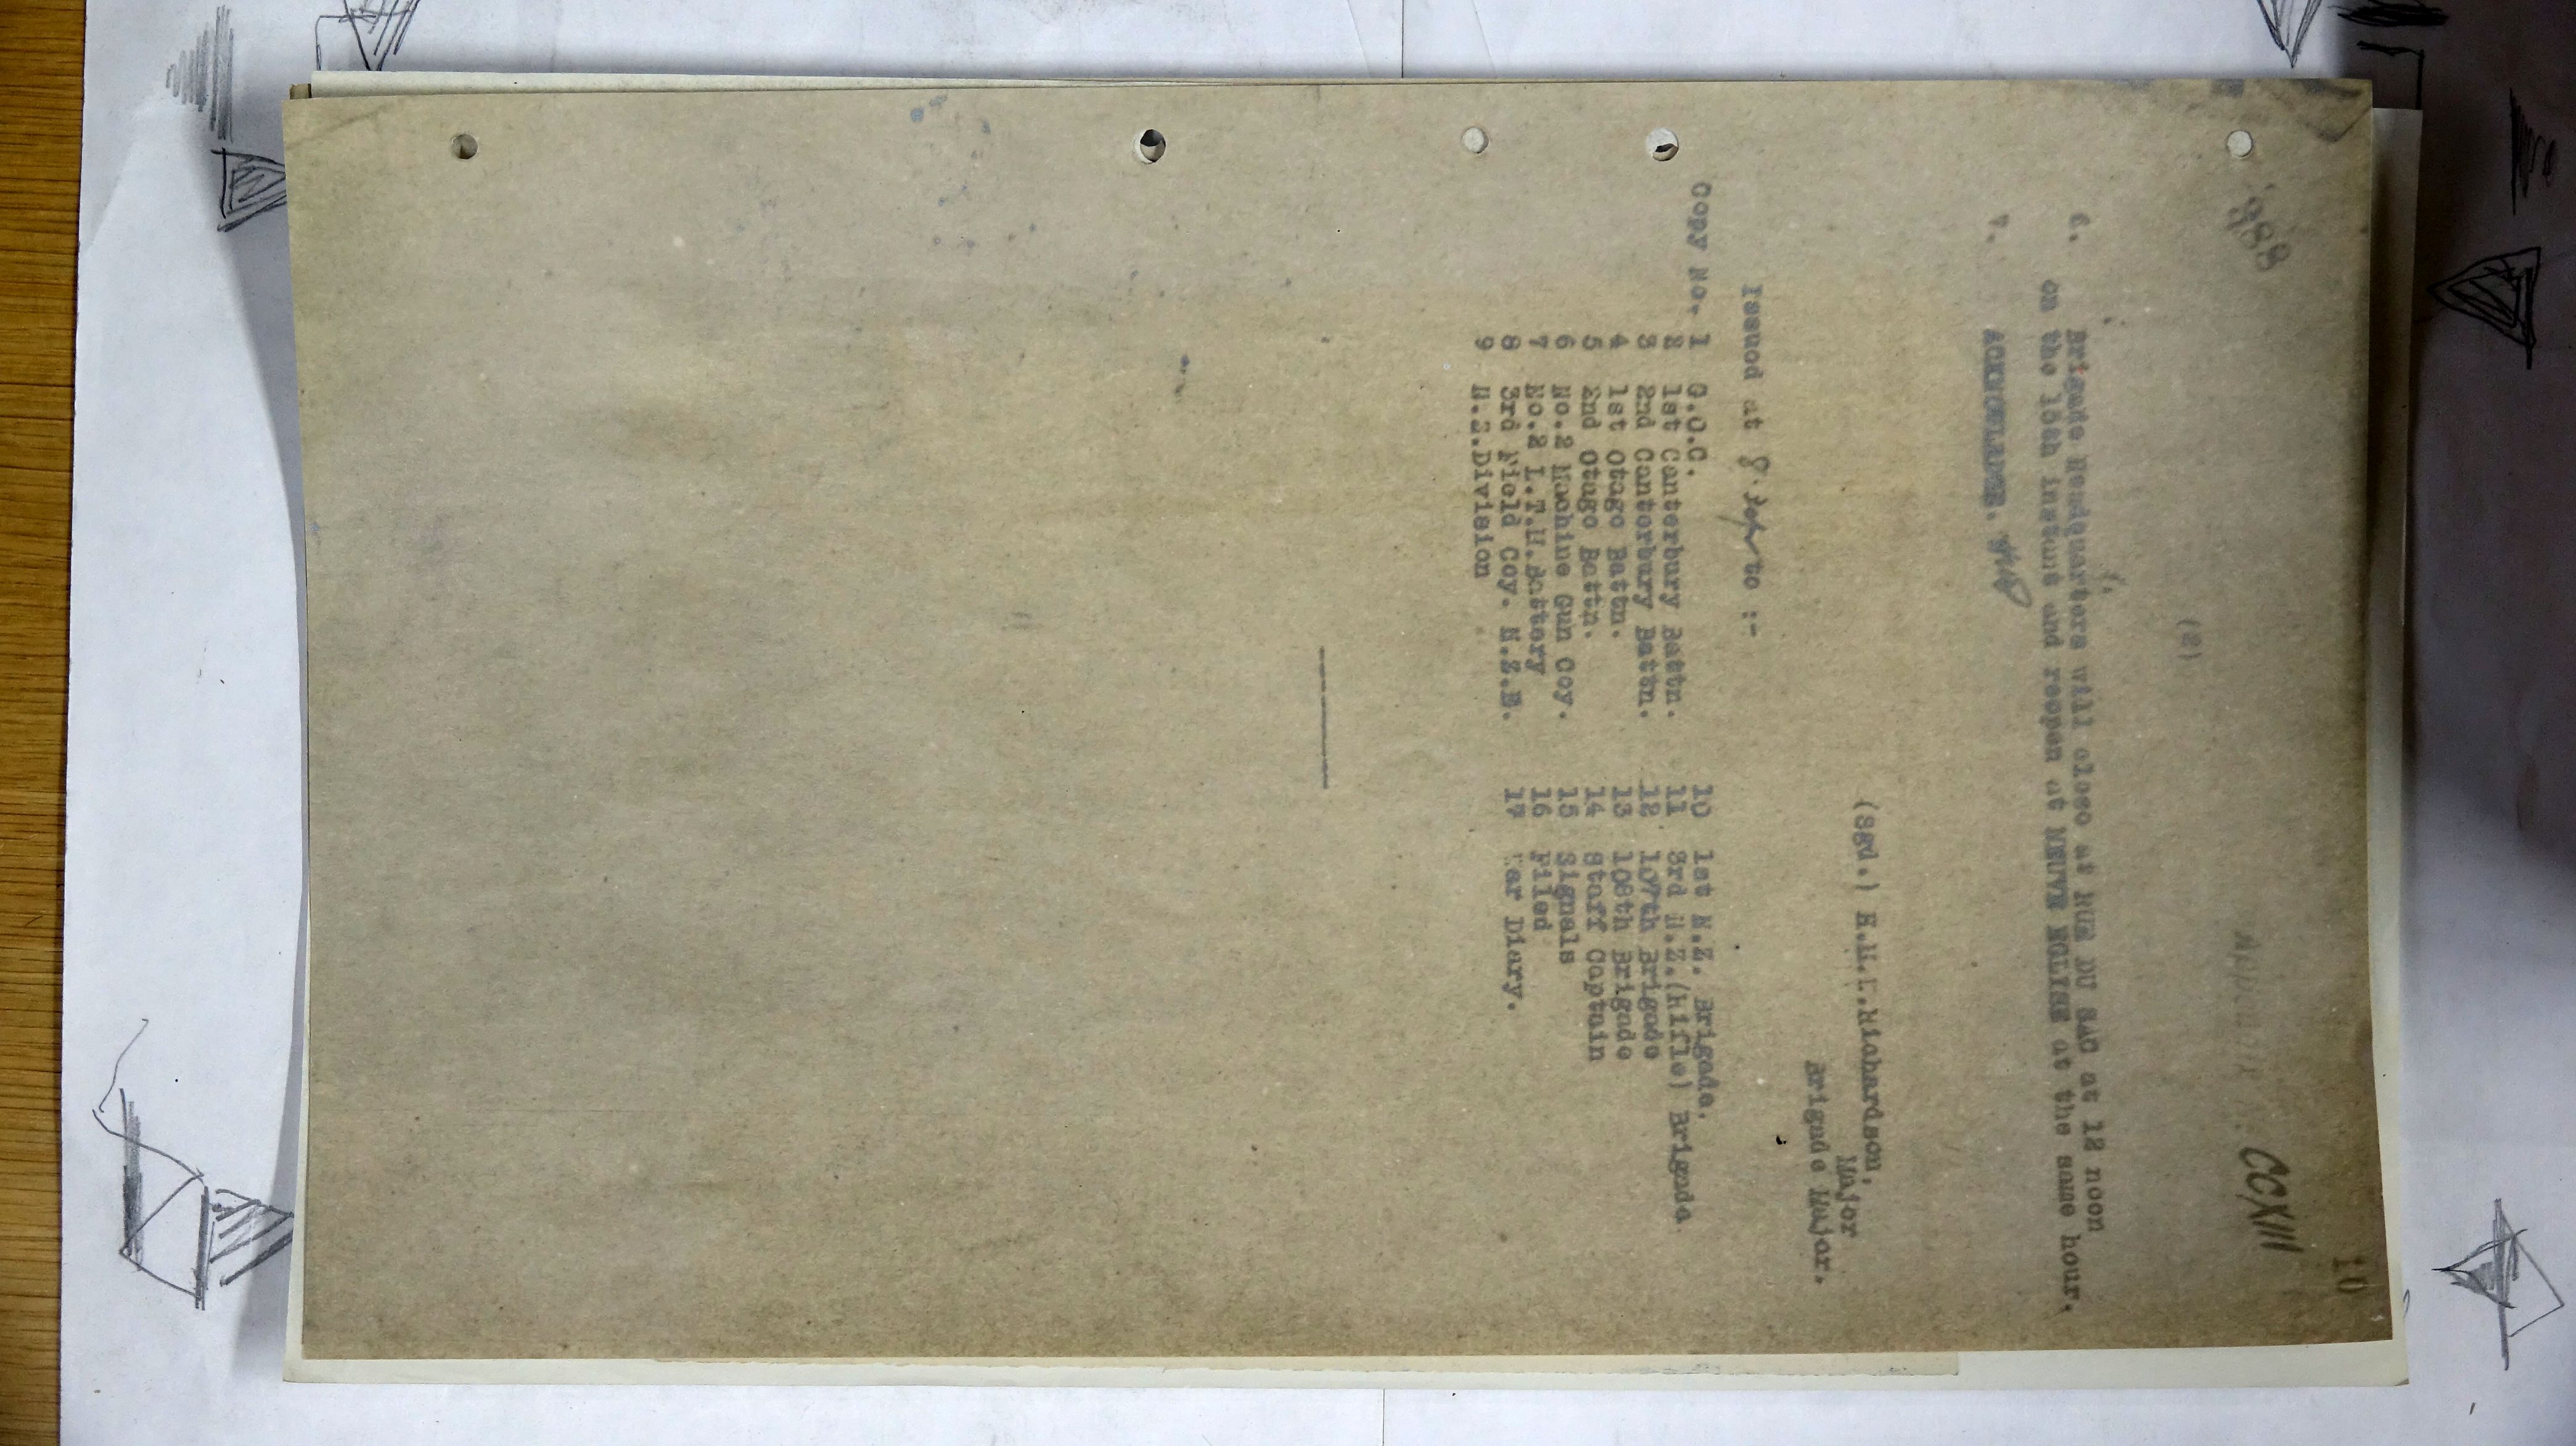 10
888
CCXIII
(2)
6. Brigade Headquarters will close at RUE DU SAC at 12 noon
on the 18th instant and reopen at NEUVE EGLISE at the same hour.
7. ACKNOWLEDGE.
(Sgd.) H.M.E.Richardson,
Major
Brigade Major.
Issued at 8. to :-
Copy No. 1 G.O.C. 10 1st N.Z. Brigade.
2 1st Canterbury Battn. 11 3rd N.Z.(Rifle) Brigade
3 2nd Canterbury Battn. 12 107th Brigade
4 1st Otago Battn. 13 108th Brigade
5 2nd Otago Battn. 14 Staff Captain
6 No.2 Machine Gun Coy. 15 Signals
7 No.2 L.T.M.Battery 16 Filed
8 3rd Field Coy. N.Z.E. 17 War Diary.
9 N.Z.Division